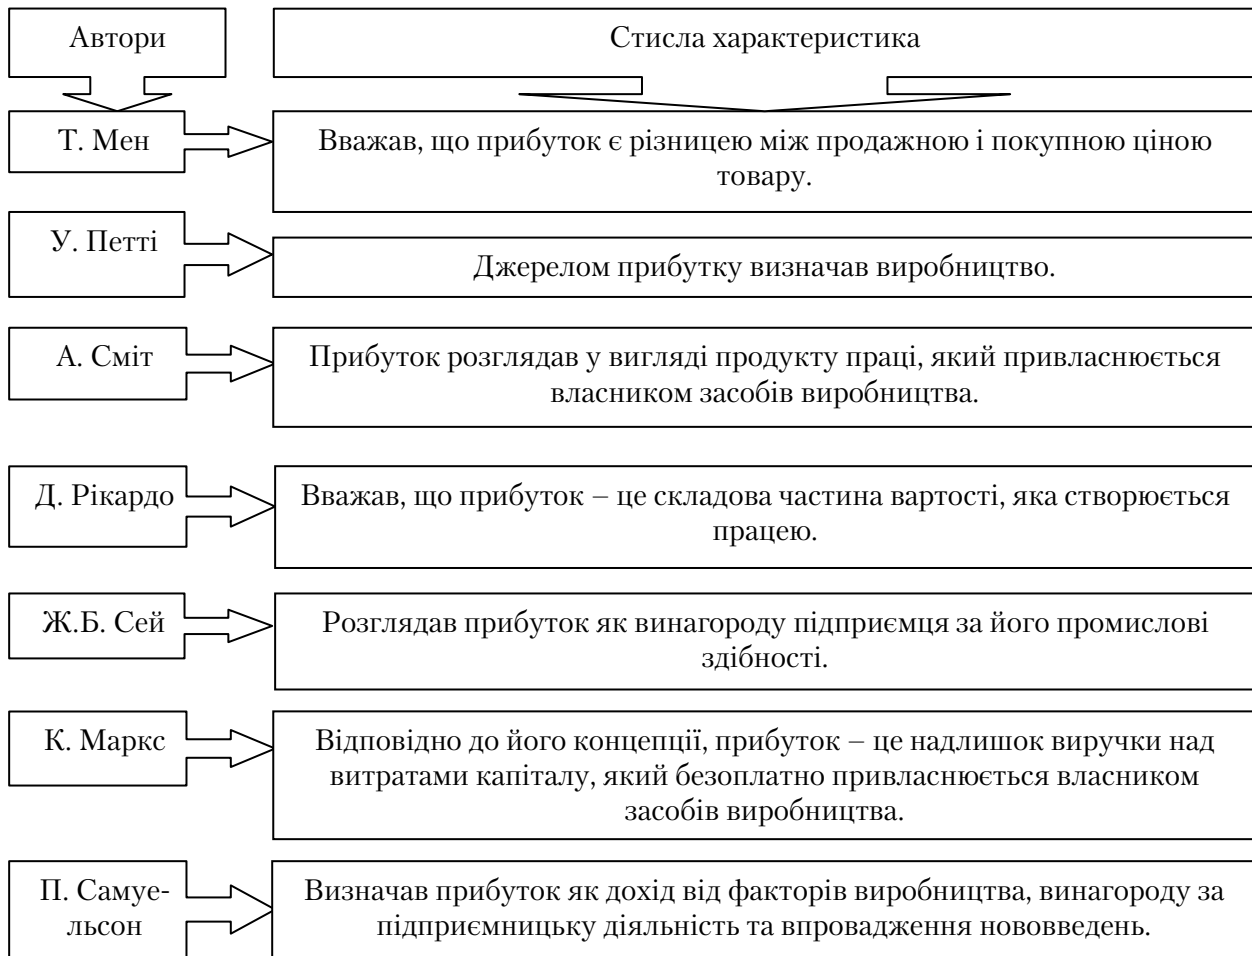 Автори
Стисла характеристика
Т. Мен
Вважав, що прибуток є різницею між продажною і покупною ціною
товару.
У. Петті
Джерелом прибутку визначав виробництво.
А. Сміт
Прибуток розглядав у вигляді продукту праці, який привласнюється
власником засобів виробництва.
Д. Рікардо
Вважав, що прибуток – це складова частина вартості, яка створюється
працею.
Ж.Б. Сей
Розглядав прибуток як винагороду підприємця за його промислові
здібності.
К. Маркс
Відповідно до його концепції, прибуток – це надлишок виручки над
витратами капіталу, який безоплатно привласнюється власником
засобів виробництва.
П. Самуе-
льсон
Визначав прибуток як дохід від факторів виробництва, винагороду за
підприємницьку діяльність та впровадження нововведень.